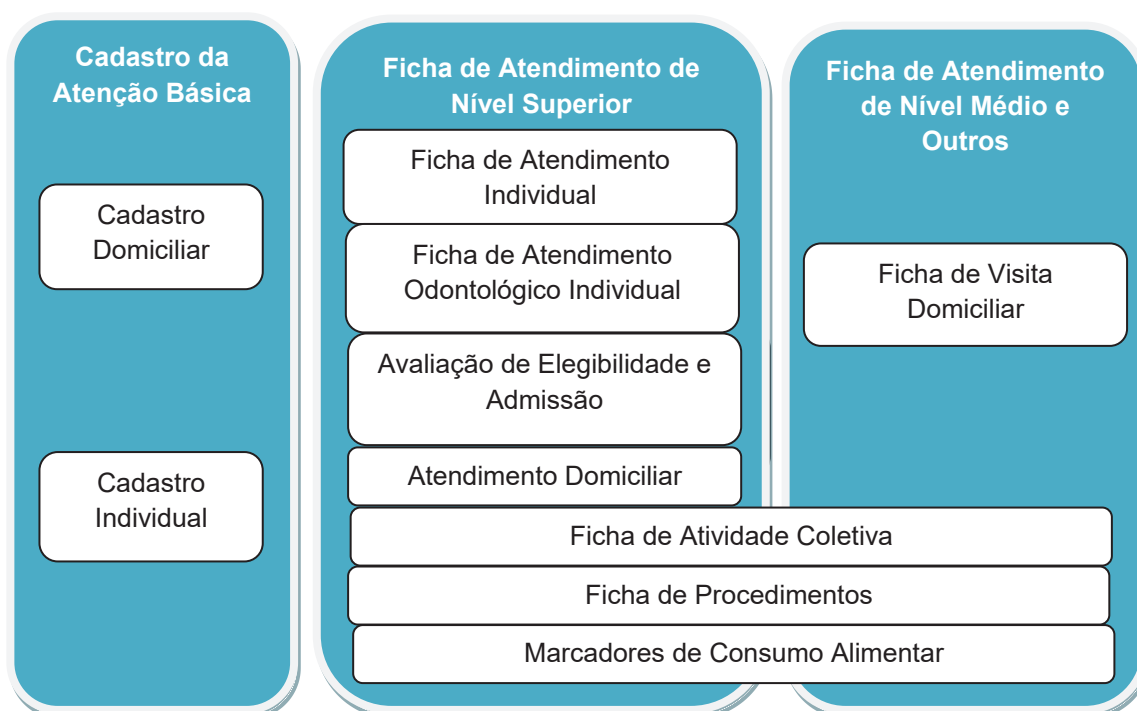 Cadastro da
Atenção Básica
Cadastro
Domiciliar
Cadastro
Individual
Ficha de Atendimento de
Nível Superior
Ficha de Atendimento
Individual
Ficha de Atendimento
Odontológico Individual
Avaliação de Elegibilidade e
Admissão
Atendimento Domiciliar
Ficha de Atendimento
de Nível Médio e
Outros
Ficha de Visita
Domiciliar
Ficha de Atividade Coletiva
Ficha de Procedimentos
Marcadores de Consumo Alimentar